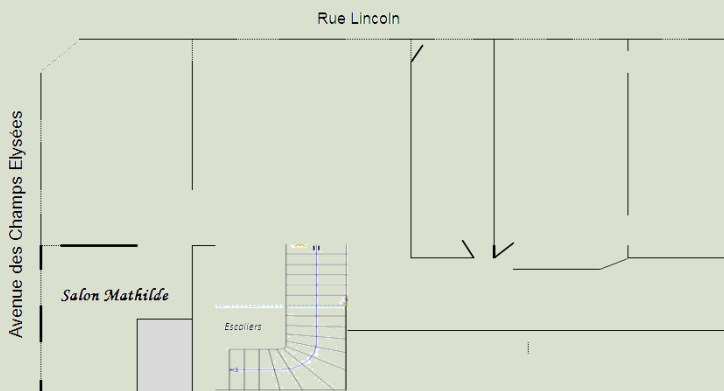 Rue Lincoln
Avenue des Champs Elysées
Salon Mathilde
Escaliers